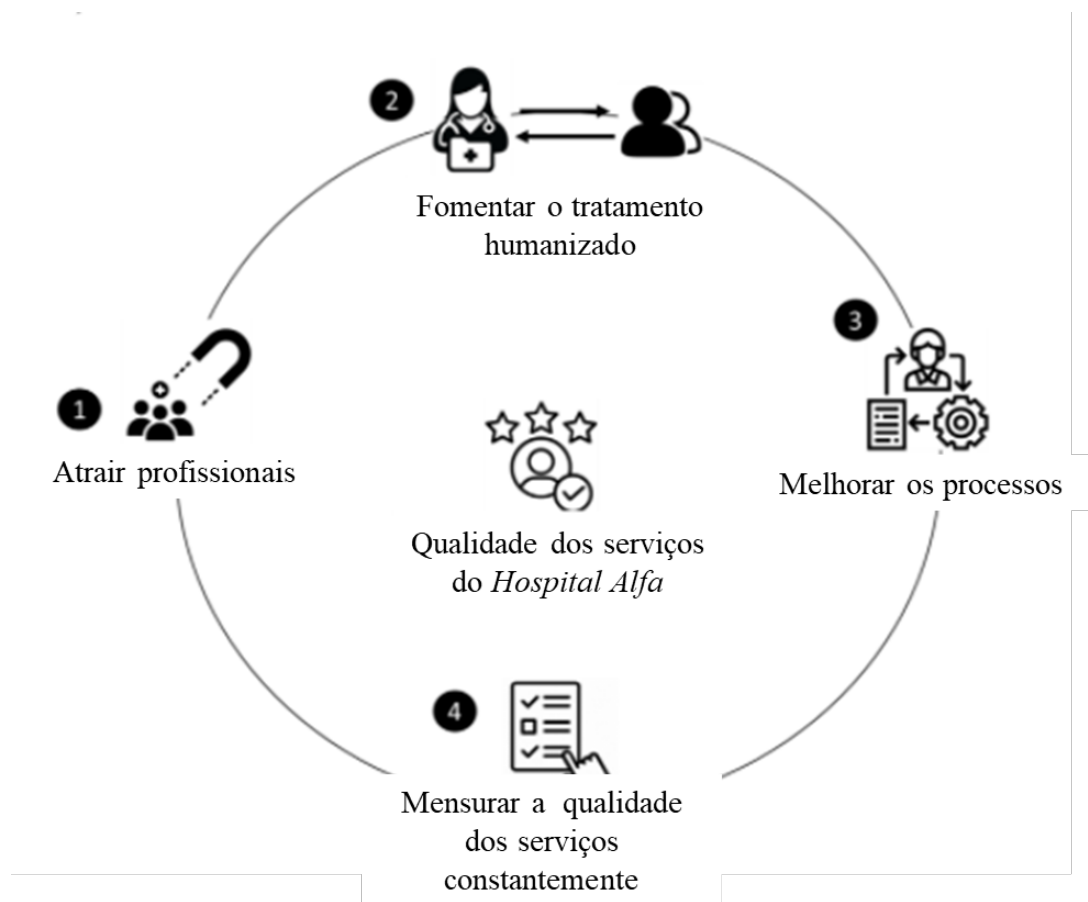 2
Fomentar o tratamento
humanizado
3
Melhorar os processos
1
Atrair profissionais
Qualidade dos serviços
do Hospital Alfa
4
Mensurar a qualidade
dos serviços
constantemente